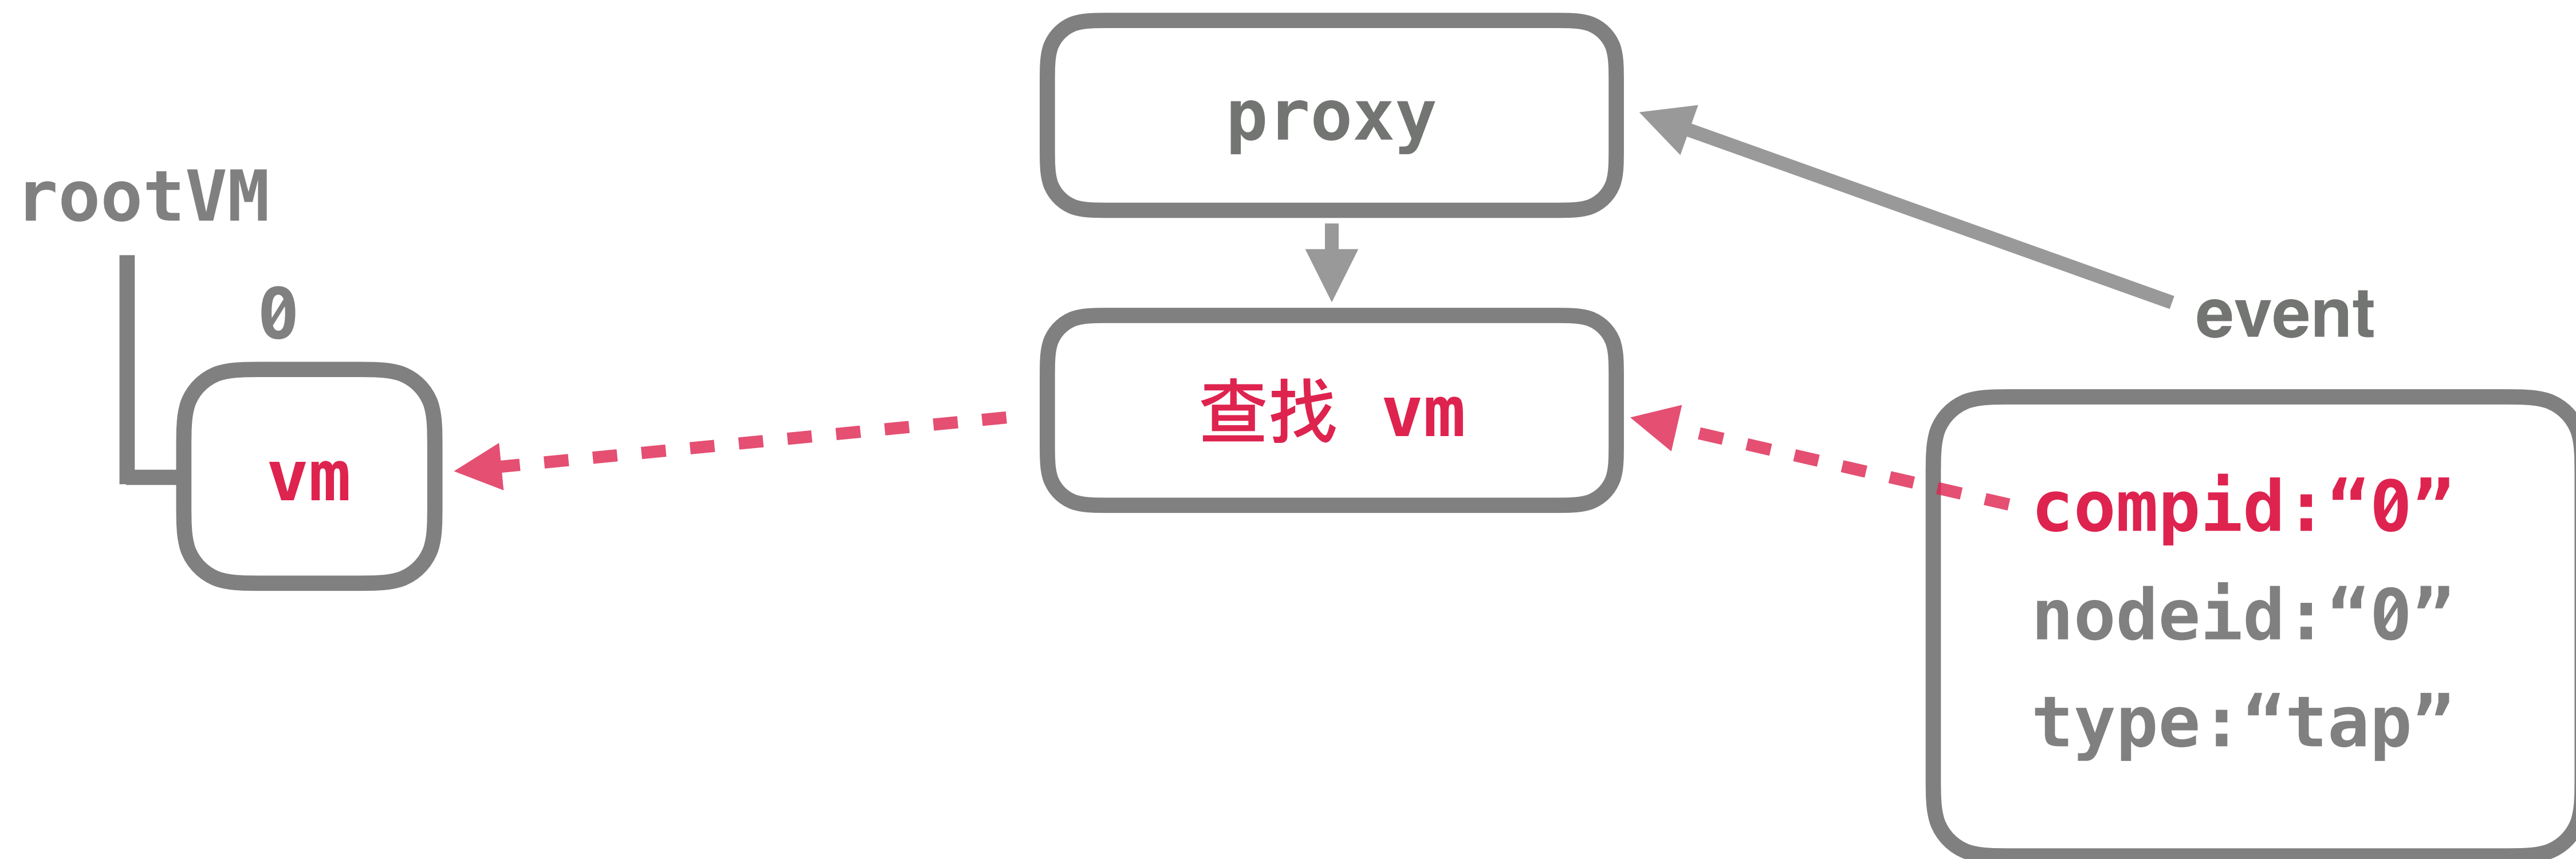 proxy
rootVM
0
event
vm
查找 vm
compid:“0”
nodeid:“0”
type:“tap”